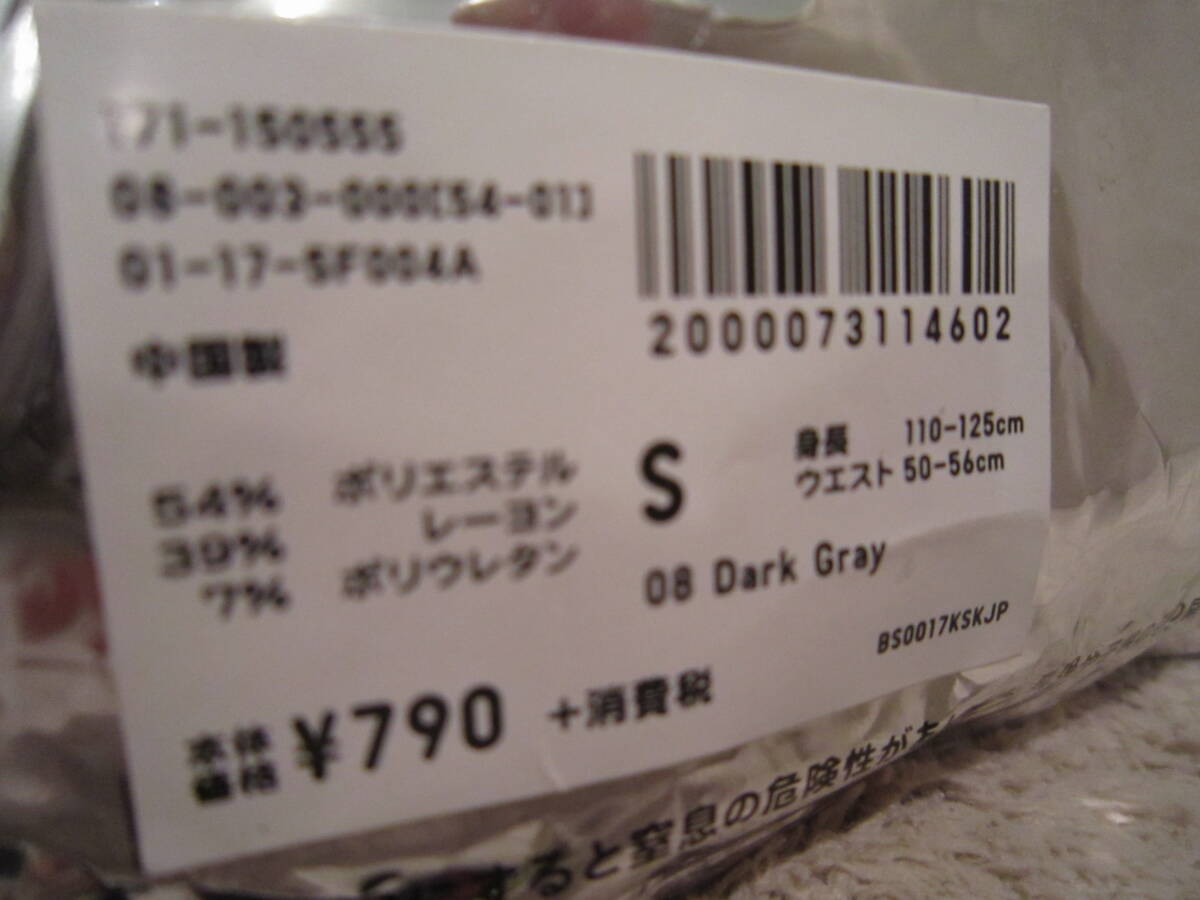 171-150555
08-003-000[54-01]
01-17-SF004A
中国製
2000073114602
54% ポリエステル
39% レーヨン
7% ポリウレタン
S
身長 110-125cm
ウエスト 50-56cm
08 Dark Gray
BS0017KSKJP
本体価格 ¥790 +消費税
すると窒息の危険性が